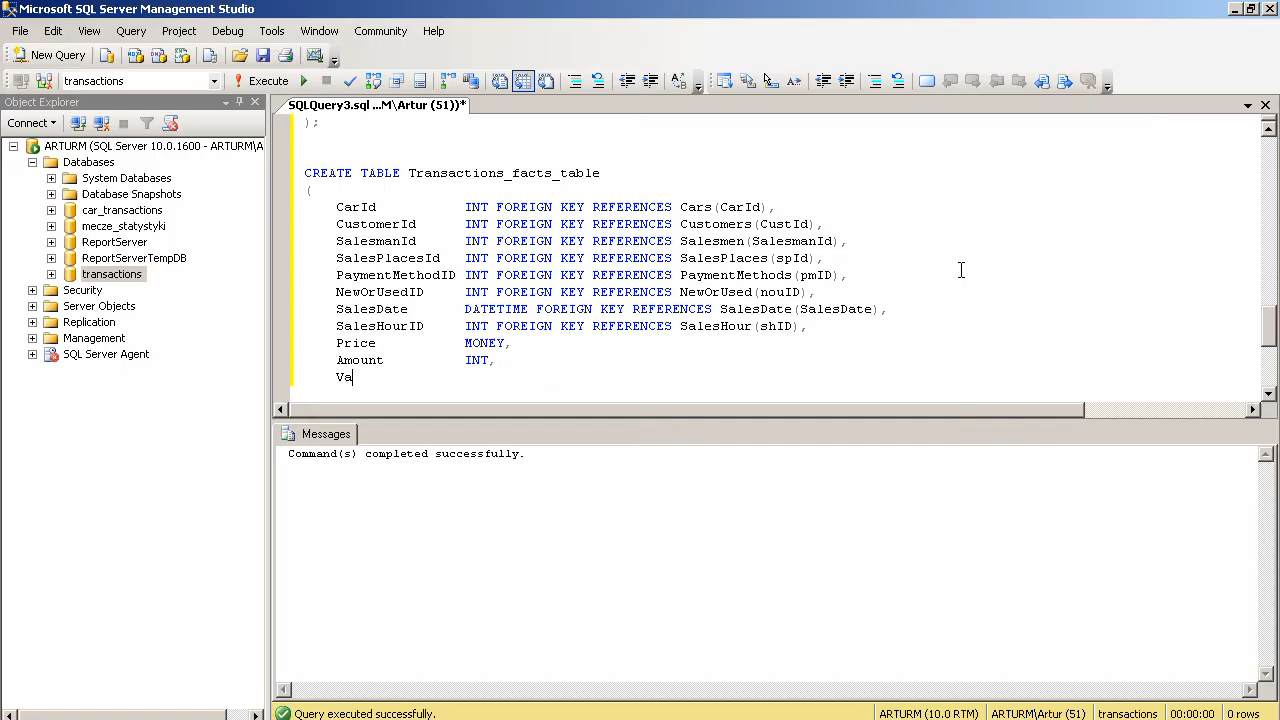 Microsoft SQL Server Management Studio
File Edit View Query Project Debug Tools Window Community Help
New Query
transactions Execute
Object Explorer
SQLQuery3.sql ...M\Artur (51))*
Connect
ARTURM (SQL Server 10.0.1600 - ARTURM\A
Databases
System Databases
Database Snapshots
car_transactions
mecze_statystyki
ReportServer
ReportServerTempDB
transactions
Security
Server Objects
Replication
Management
SQL Server Agent
);
CREATE TABLE Transactions_facts_table
(
CarId INT FOREIGN KEY REFERENCES Cars(CarId),
CustomerId INT FOREIGN KEY REFERENCES Customers(CustId),
SalesmanId INT FOREIGN KEY REFERENCES Salesmen(SalesmanId),
SalesPlacesId INT FOREIGN KEY REFERENCES SalesPlaces(spId),
PaymentMethodID INT FOREIGN KEY REFERENCES PaymentMethods(pmID),
NewOrUsedID INT FOREIGN KEY REFERENCES NewOrUsed(nouID),
SalesDate DATETIME FOREIGN KEY REFERENCES SalesDate(SalesDate),
SalesHourID INT FOREIGN KEY REFERENCES SalesHour(shID),
Price MONEY,
Amount INT,
Va
Messages
Command(s) completed successfully.
Query executed successfully. ARTURM (10.0 RTM) ARTURM\Artur (51) transactions 00:00:00 0 rows